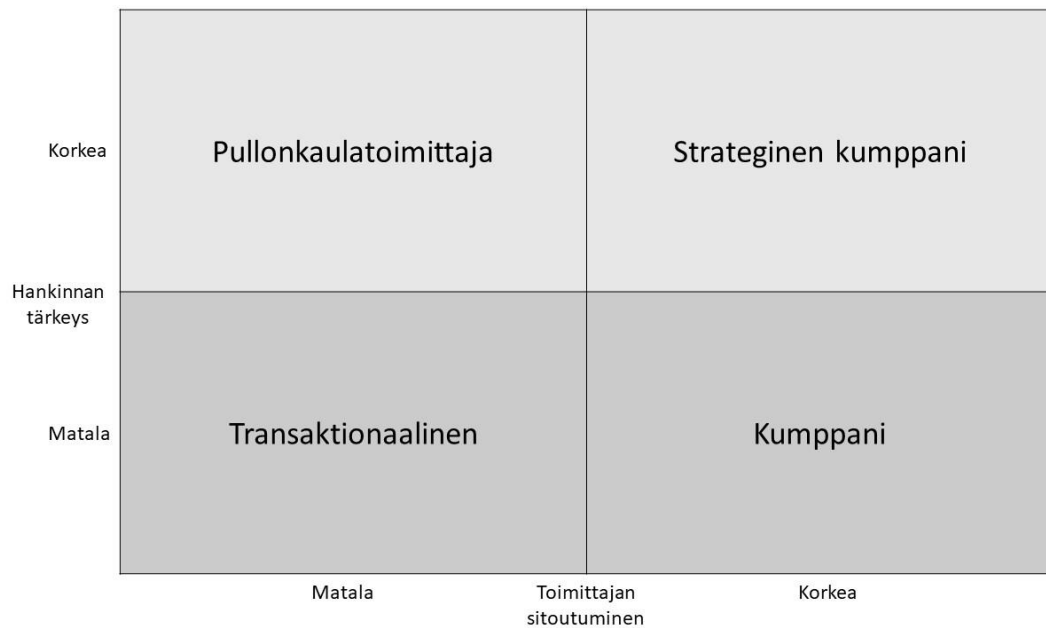 Korkea
Pullonkaulatoimittaja
Strateginen kumppani
Hankinnan
tärkeys
Matala
Transaktionaalinen
Kumppani
Matala
Toimittajan
sitoutuminen
Korkea